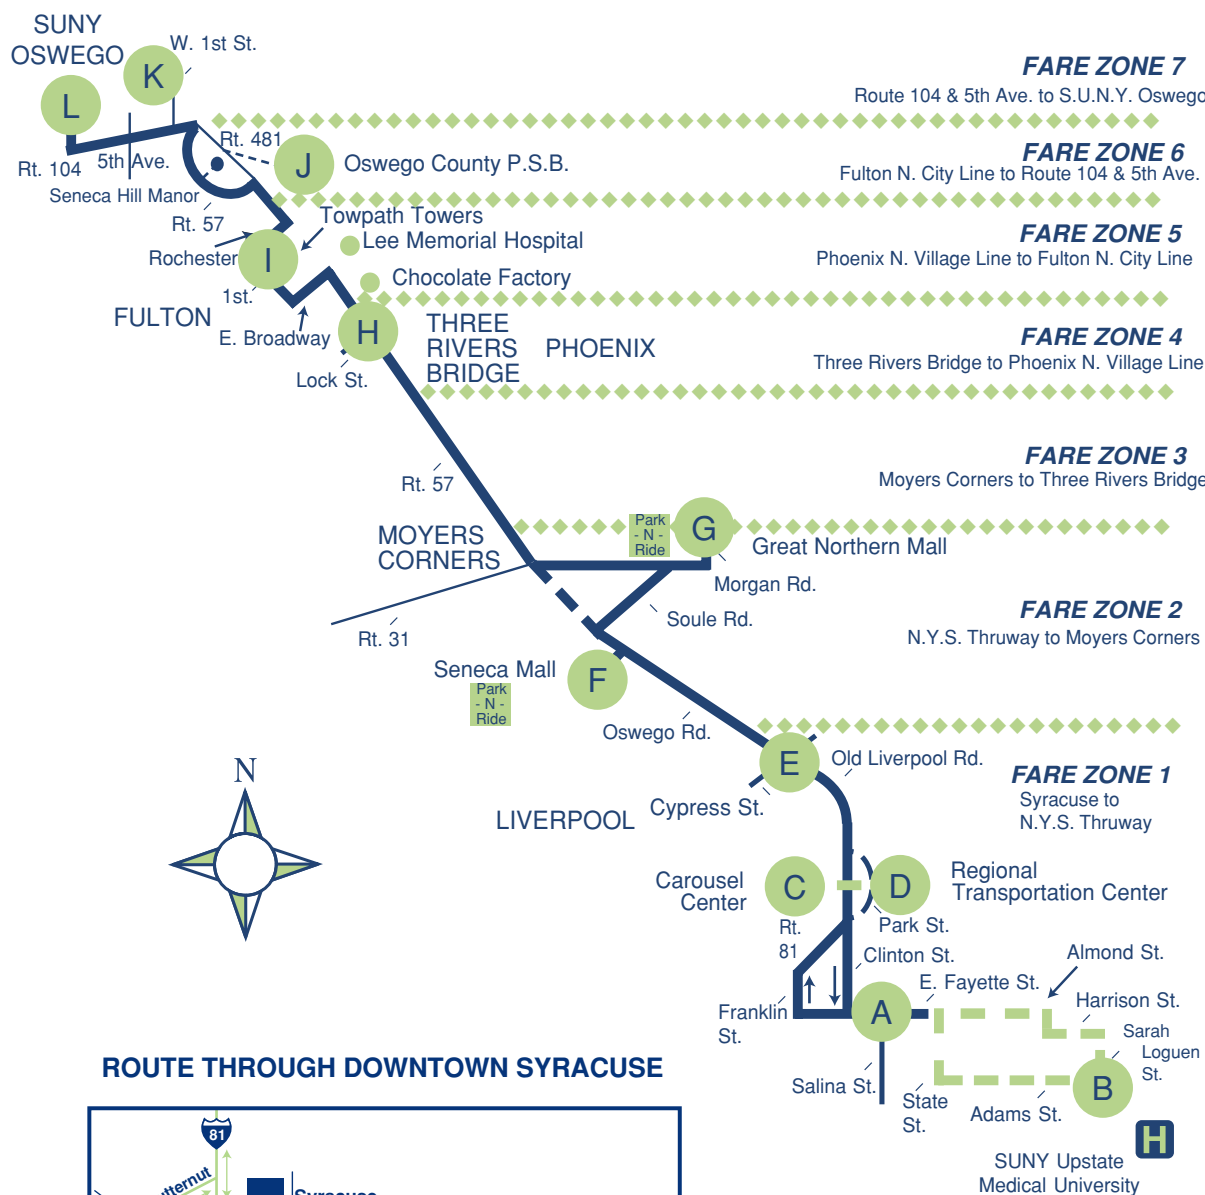 SUNY
OSWEGO
W. 1st St.
K
L
FARE ZONE 7
Route 104 & 5th Ave. to S.U.N.Y. Oswego
Rt. 481
5th Ave.
Rt. 104
J
Oswego County P.S.B.
FARE ZONE 6
Fulton N. City Line to Route 104 & 5th Ave.
Seneca Hill Manor
Rt. 57
Towpath Towers
Lee Memorial Hospital
Rochester
I
Chocolate Factory
1st.
FARE ZONE 5
Phoenix N. Village Line to Fulton N. City Line
FULTON
E. Broadway
H
Lock St.
THREE
RIVERS
BRIDGE
PHOENIX
FARE ZONE 4
Three Rivers Bridge to Phoenix N. Village Line
Rt. 57
FARE ZONE 3
Moyers Corners to Three Rivers Bridge
MOYERS
CORNERS
Park
- N -
Ride
G
Great Northern Mall
Morgan Rd.
Soule Rd.
Rt. 31
FARE ZONE 2
N.Y.S. Thruway to Moyers Corners
Seneca Mall
Park
- N -
Ride
F
Oswego Rd.
E
Old Liverpool Rd.
Cypress St.
LIVERPOOL
FARE ZONE 1
Syracuse to
N.Y.S. Thruway
N
Carousel
Center
C
D
Regional
Transportation Center
Rt.
81
Park St.
Clinton St.
Franklin
St.
A
E. Fayette St.
Almond St.
Harrison St.
Sarah
Loguen
St.
Salina St.
State
St.
Adams St.
B
H
SUNY Upstate
Medical University
ROUTE THROUGH DOWNTOWN SYRACUSE
81
Syracuse